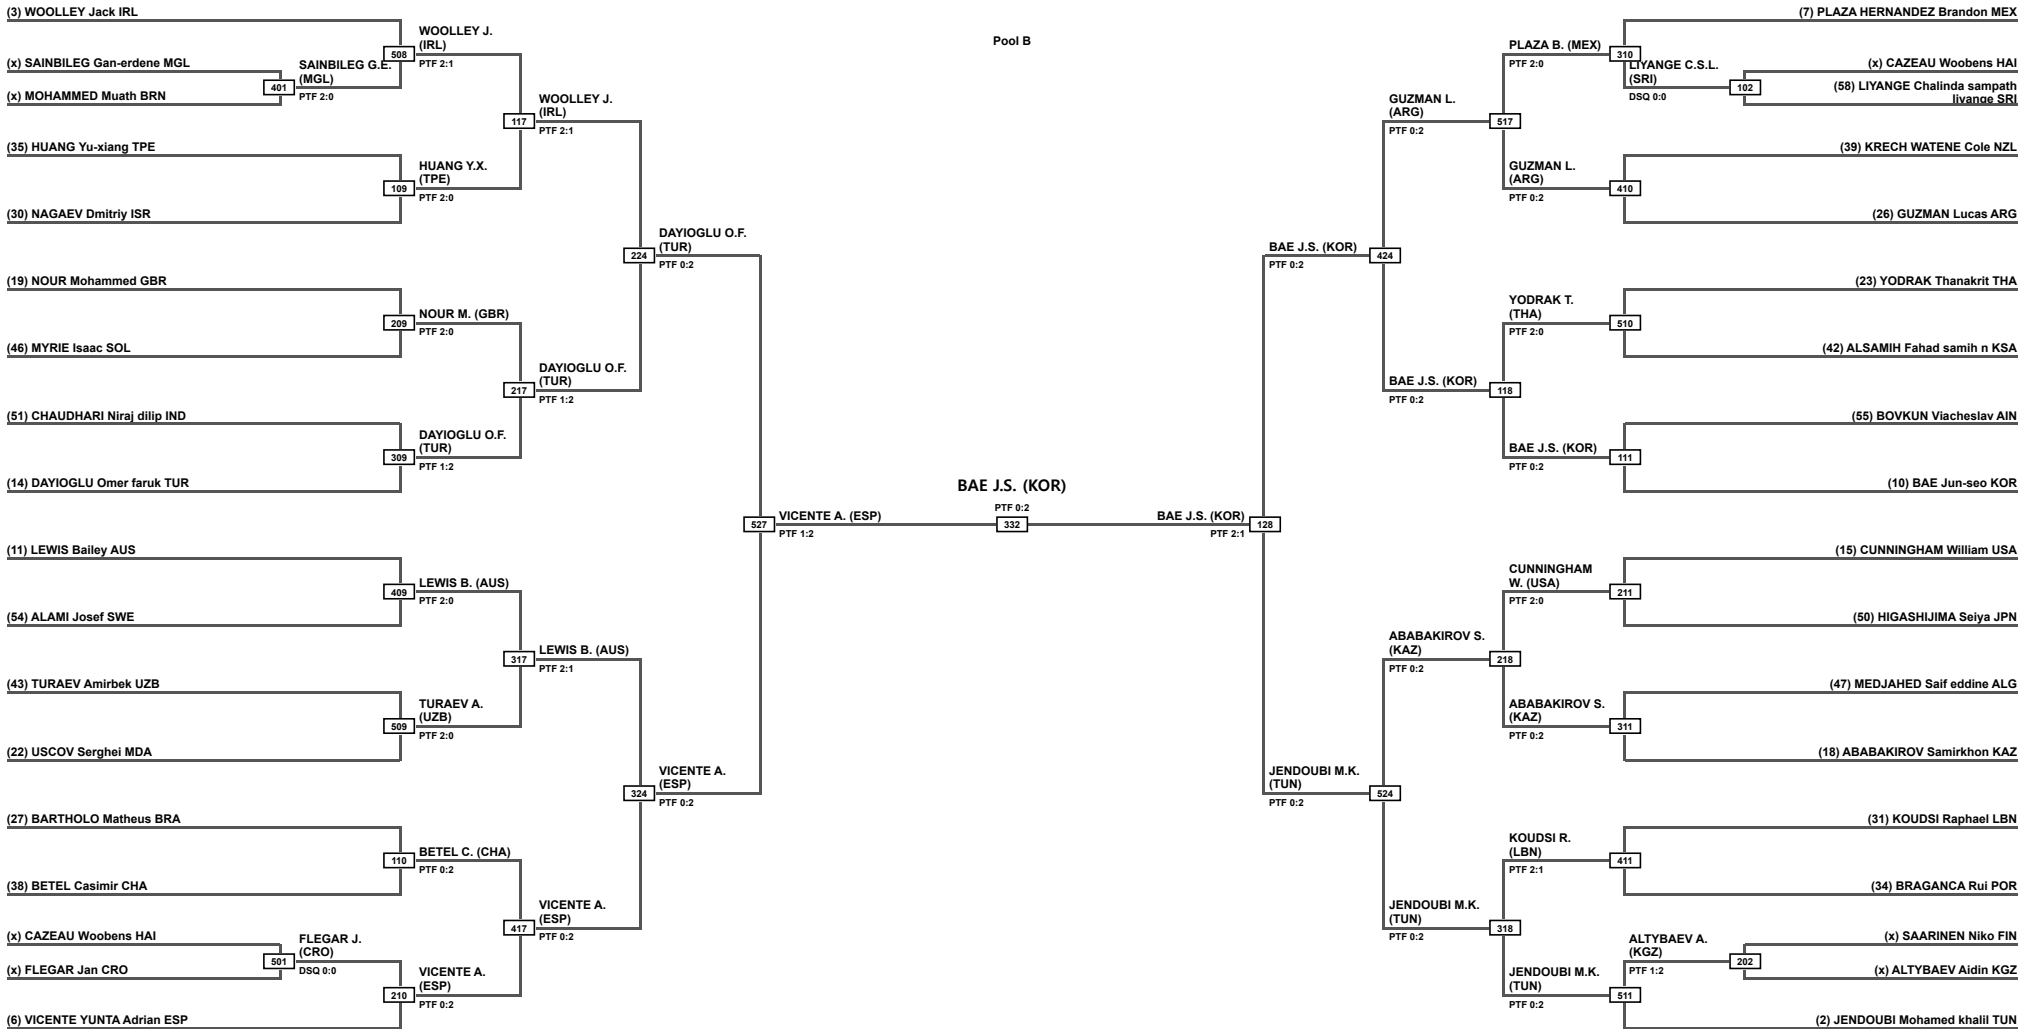 (3) WOOLLEY Jack IRL
(x) SAINBILEG Gan-erdene MGL
(x) MOHAMMED Muath BRN
(35) HUANG Yu-xiang TPE
(30) NAGAEV Dmitriy ISR
(19) NOUR Mohammed GBR
(46) MYRIE Isaac SOL
(51) CHAUDHARI Niraj dilip IND
(14) DAYIOGLU Omer faruk TUR
(11) LEWIS Bailey AUS
(54) ALAMI Josef SWE
(43) TURAEV Amirbek UZB
(22) USCOV Serghei MDA
(27) BARTHOLO Matheus BRA
(38) BETEL Casimir CHA
(x) CAZEAU Woobens HAI
(x) FLEGAR Jan CRO
(6) VICENTE YUNTA Adrian ESP
401
SAINBILEG G.E.
(MGL)
PTF 2:0
501
FLEGAR J.
(CRO)
DSQ 0:0
508
WOOLLEY J.
(IRL)
PTF 2:1
109
HUANG Y.X.
(TPE)
PTF 2:0
209
NOUR M. (GBR)
PTF 2:0
309
DAYIOGLU O.F.
(TUR)
PTF 1:2
409
LEWIS B. (AUS)
PTF 2:0
509
TURAEV A.
(UZB)
PTF 2:0
110
BETEL C. (CHA)
PTF 0:2
210
VICENTE A.
(ESP)
PTF 0:2
117
WOOLLEY J.
(IRL)
PTF 2:1
217
DAYIOGLU O.F.
(TUR)
PTF 1:2
317
LEWIS B. (AUS)
PTF 2:1
417
VICENTE A.
(ESP)
PTF 0:2
224
DAYIOGLU O.F.
(TUR)
PTF 0:2
324
VICENTE A.
(ESP)
PTF 0:2
527
VICENTE A. (ESP)
PTF 1:2
Pool B
BAE J.S. (KOR)
PTF 0:2
332
BAE J.S. (KOR)
PTF 2:1
128
BAE J.S. (KOR)
PTF 0:2
424
JENDOUBI M.K.
(TUN)
PTF 0:2
524
GUZMAN L.
(ARG)
PTF 0:2
517
BAE J.S. (KOR)
PTF 0:2
118
ABABAKIROV S.
(KAZ)
PTF 0:2
218
JENDOUBI M.K.
(TUN)
PTF 0:2
318
PLAZA B. (MEX)
PTF 2:0
310
GUZMAN L.
(ARG)
PTF 0:2
410
YODRAK T.
(THA)
PTF 2:0
510
BAE J.S. (KOR)
PTF 0:2
111
CUNNINGHAM
W. (USA)
PTF 2:0
211
ABABAKIROV S.
(KAZ)
PTF 0:2
311
KOUDSI R.
(LBN)
PTF 2:1
411
JENDOUBI M.K.
(TUN)
PTF 0:2
511
LIYANGE C.S.L.
(SRI)
DSQ 0:0
102
ALTYBAEV A.
(KGZ)
PTF 1:2
202
(7) PLAZA HERNANDEZ Brandon MEX
(x) CAZEAU Woobens HAI
(58) LIYANGE Chalinda sampath
liyange SRI
(39) KRECH WATENE Cole NZL
(26) GUZMAN Lucas ARG
(23) YODRAK Thanakrit THA
(42) ALSAMIH Fahad samih n KSA
(55) BOVKUN Viacheslav AIN
(10) BAE Jun-seo KOR
(15) CUNNINGHAM William USA
(50) HIGASHIJIMA Seiya JPN
(47) MEDJAHED Saif eddine ALG
(18) ABABAKIROV Samirkhon KAZ
(31) KOUDSI Raphael LBN
(34) BRAGANCA Rui POR
(x) SAARINEN Niko FIN
(x) ALTYBAEV Aidin KGZ
(2) JENDOUBI Mohamed khalil TUN